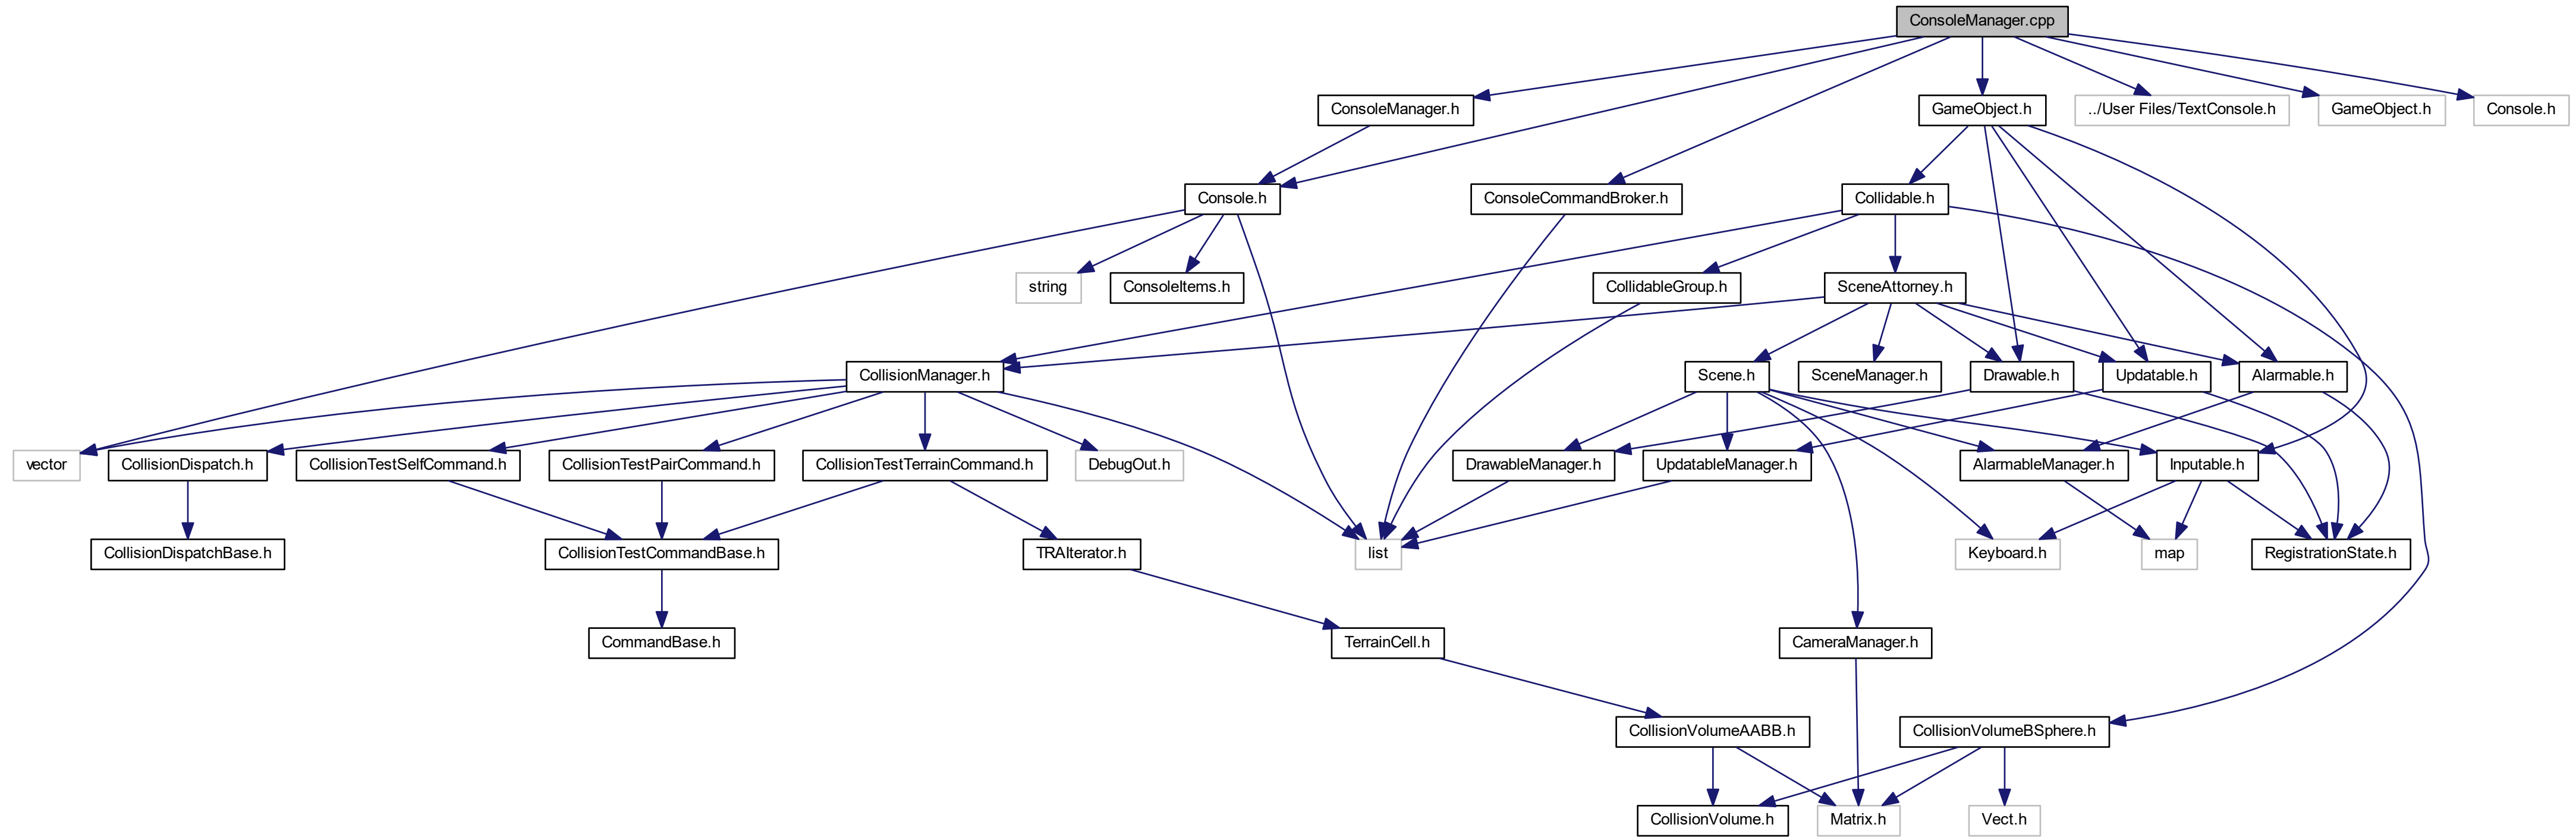 ConsoleManager.cpp
ConsoleManager.h
GameObject.h
../User Files/TextConsole.h
GameObject.h
Console.h
Console.h
ConsoleCommandBroker.h
Collidable.h
string
ConsoleItems.h
CollidableGroup.h
SceneAttorney.h
CollisionManager.h
Scene.h
SceneManager.h
Drawable.h
Updatable.h
Alarmable.h
vector
CollisionDispatch.h
CollisionTestSelfCommand.h
CollisionTestPairCommand.h
CollisionTestTerrainCommand.h
DebugOut.h
DrawableManager.h
UpdatableManager.h
AlarmableManager.h
Inputable.h
CollisionDispatchBase.h
CollisionTestCommandBase.h
TRAIterator.h
list
Keyboard.h
map
RegistrationState.h
CommandBase.h
TerrainCell.h
CameraManager.h
CollisionVolumeAABB.h
CollisionVolumeBSphere.h
CollisionVolume.h
Matrix.h
Vect.h